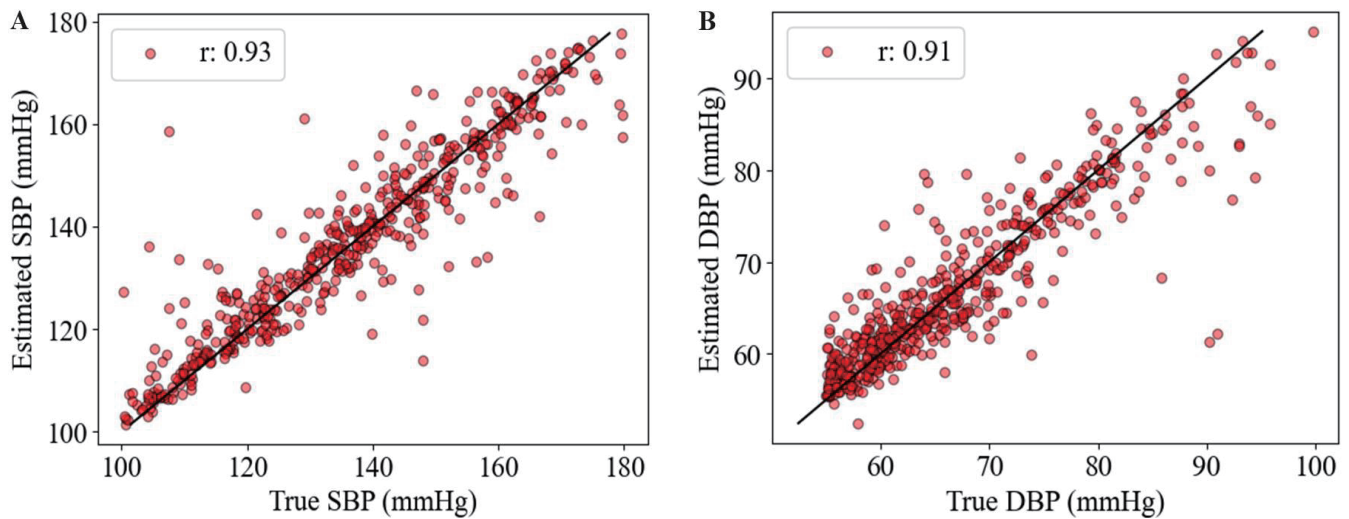 A
r: 0.93
180
160
140
120
100
Estimated SBP (mmHg)
100 120 140 160 180
True SBP (mmHg)
B
r: 0.91
90
80
70
60
Estimated DBP (mmHg)
60 70 80 90 100
True DBP (mmHg)